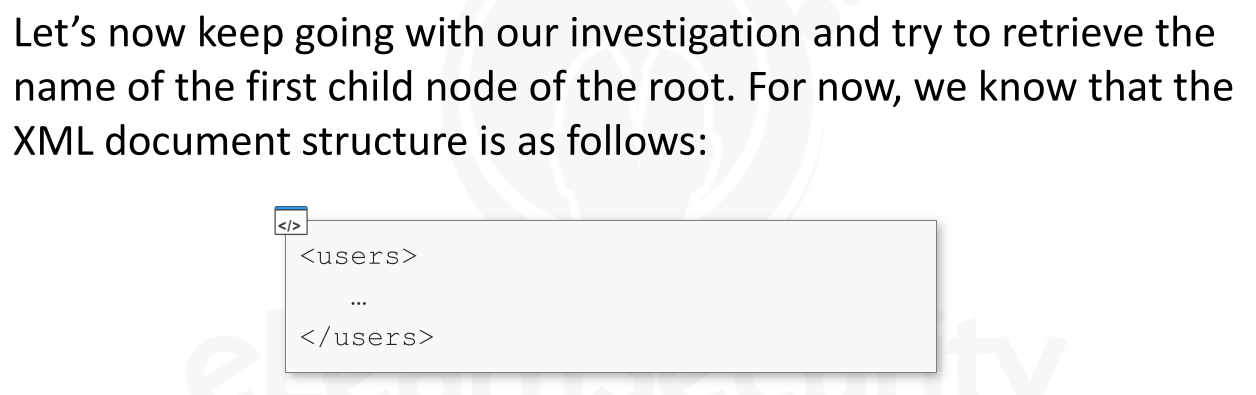 Let’s now keep going with our investigation and try to retrieve the
name of the first child node of the root. For now, we know that the
XML document structure is as follows:
</>
<users>
…
</users>
eLearnSecurity